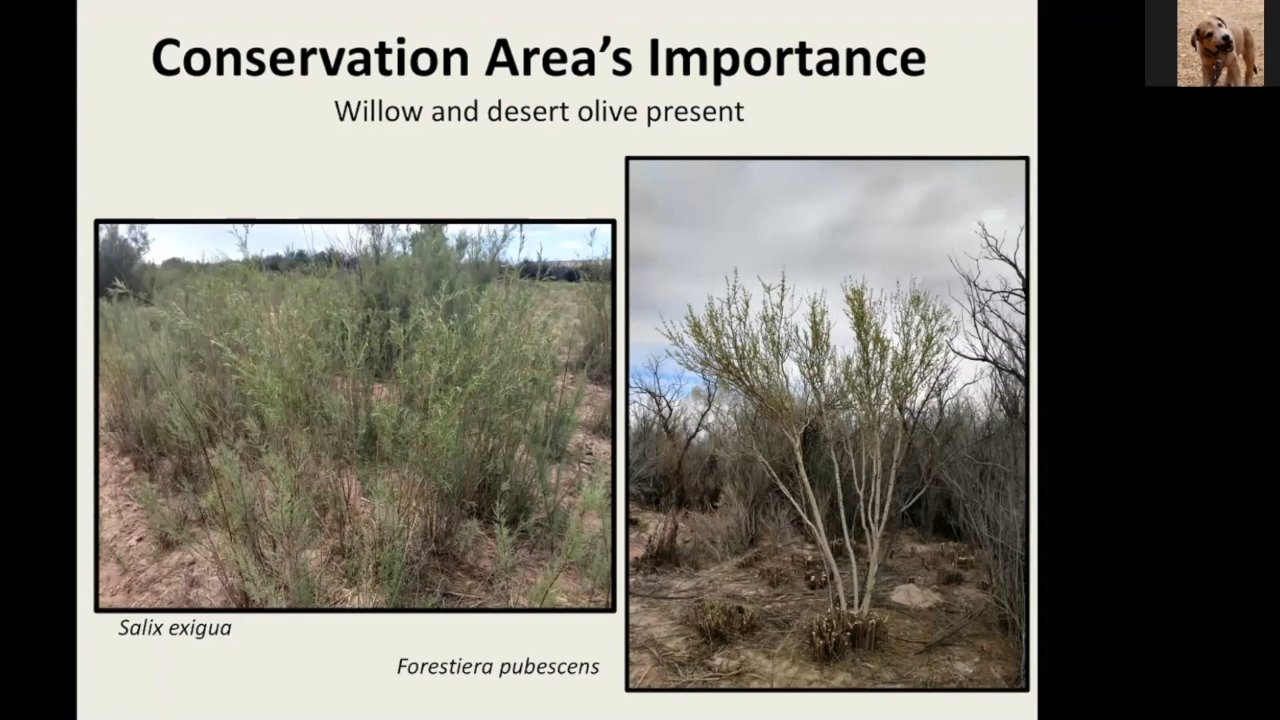 Conservation Area’s Importance
Willow and desert olive present
Salix exigua
Forestiera pubescens